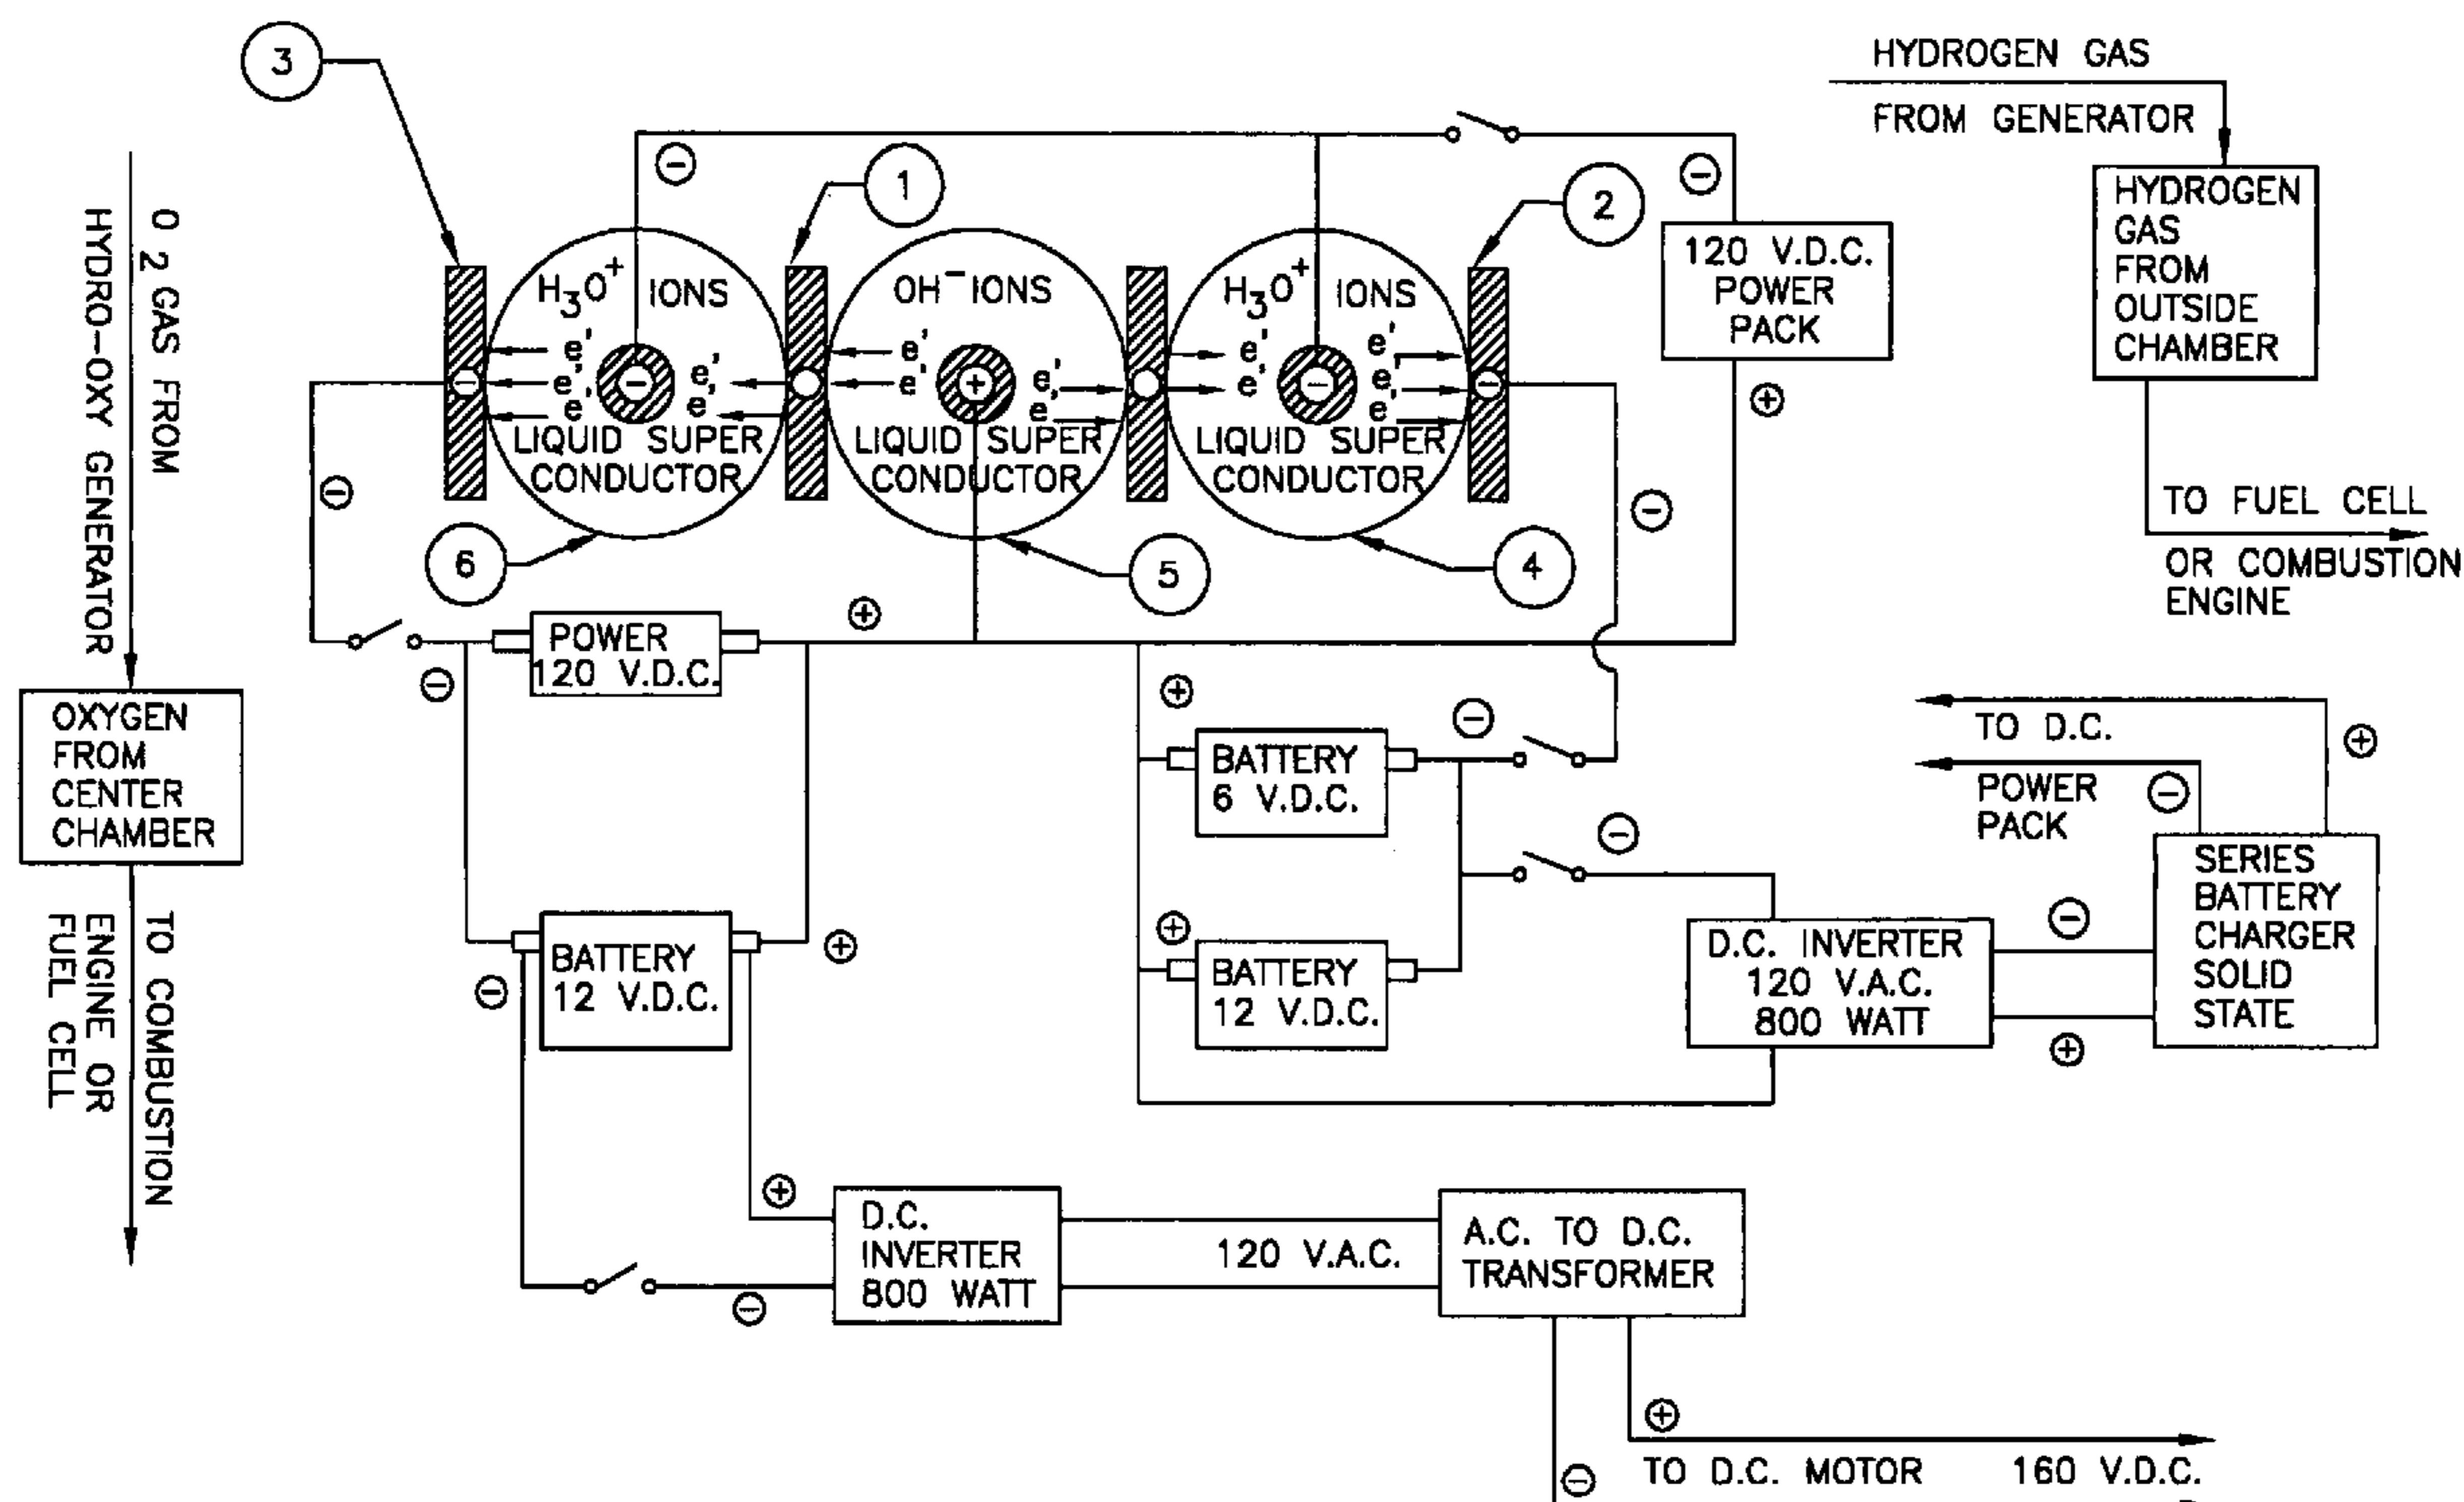 3
HYDROGEN GAS
FROM GENERATOR
1
2
HYDROGEN
GAS
FROM
OUTSIDE
CHAMBER
120 V.D.C.
POWER
PACK
TO FUEL CELL
OR COMBUSTION
ENGINE
O 2 GAS FROM
HYDRO-OXY GENERATOR
H3O+ IONS
e'
e'
e'
e'
e'
LIQUID SUPER
CONDUCTOR
OH- IONS
e'
e'
e'
e'
LIQUID SUPER
CONDUCTOR
H3O+ IONS
e'
e'
e'
e'
e'
LIQUID SUPER
CONDUCTOR
6
5
4
POWER
120 V.D.C.
OXYGEN
FROM
CENTER
CHAMBER
TO COMBUSTION
ENGINE OR
FUEL CELL
BATTERY
6 V.D.C.
BATTERY
12 V.D.C.
BATTERY
12 V.D.C.
TO D.C.
POWER
PACK
D.C. INVERTER
120 V.A.C.
800 WATT
SERIES
BATTERY
CHARGER
SOLID
STATE
D.C.
INVERTER
800 WATT
120 V.A.C.
A.C. TO D.C.
TRANSFORMER
TO D.C. MOTOR 160 V.D.C.